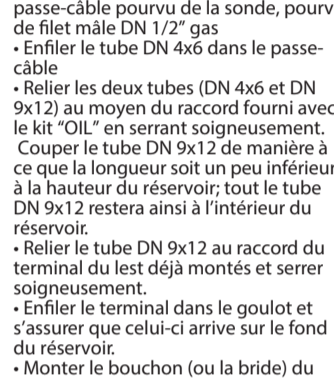 passe-câble pourvu de la sonde, pourv
de filet mâle DN 1/2” gas
• Enfiler le tube DN 4x6 dans le passe-
câble
• Relier les deux tubes (DN 4x6 et DN
9x12) au moyen du raccord fourni avec
le kit “OIL” en serrant soigneusement.
Couper le tube DN 9x12 de manière à
ce que la longueur soit un peu inférieur
à la hauteur du réservoir; tout le tube
DN 9x12 restera ainsi à l’intérieur du
réservoir.
• Relier le tube DN 9x12 au raccord du
terminal du lest déjà montés et serrer
soigneusement.
• Enfiler le terminal dans le goulot et
s’assurer que celui-ci arrive sur le fond
du réservoir.
• Monter le bouchon (ou la bride) du